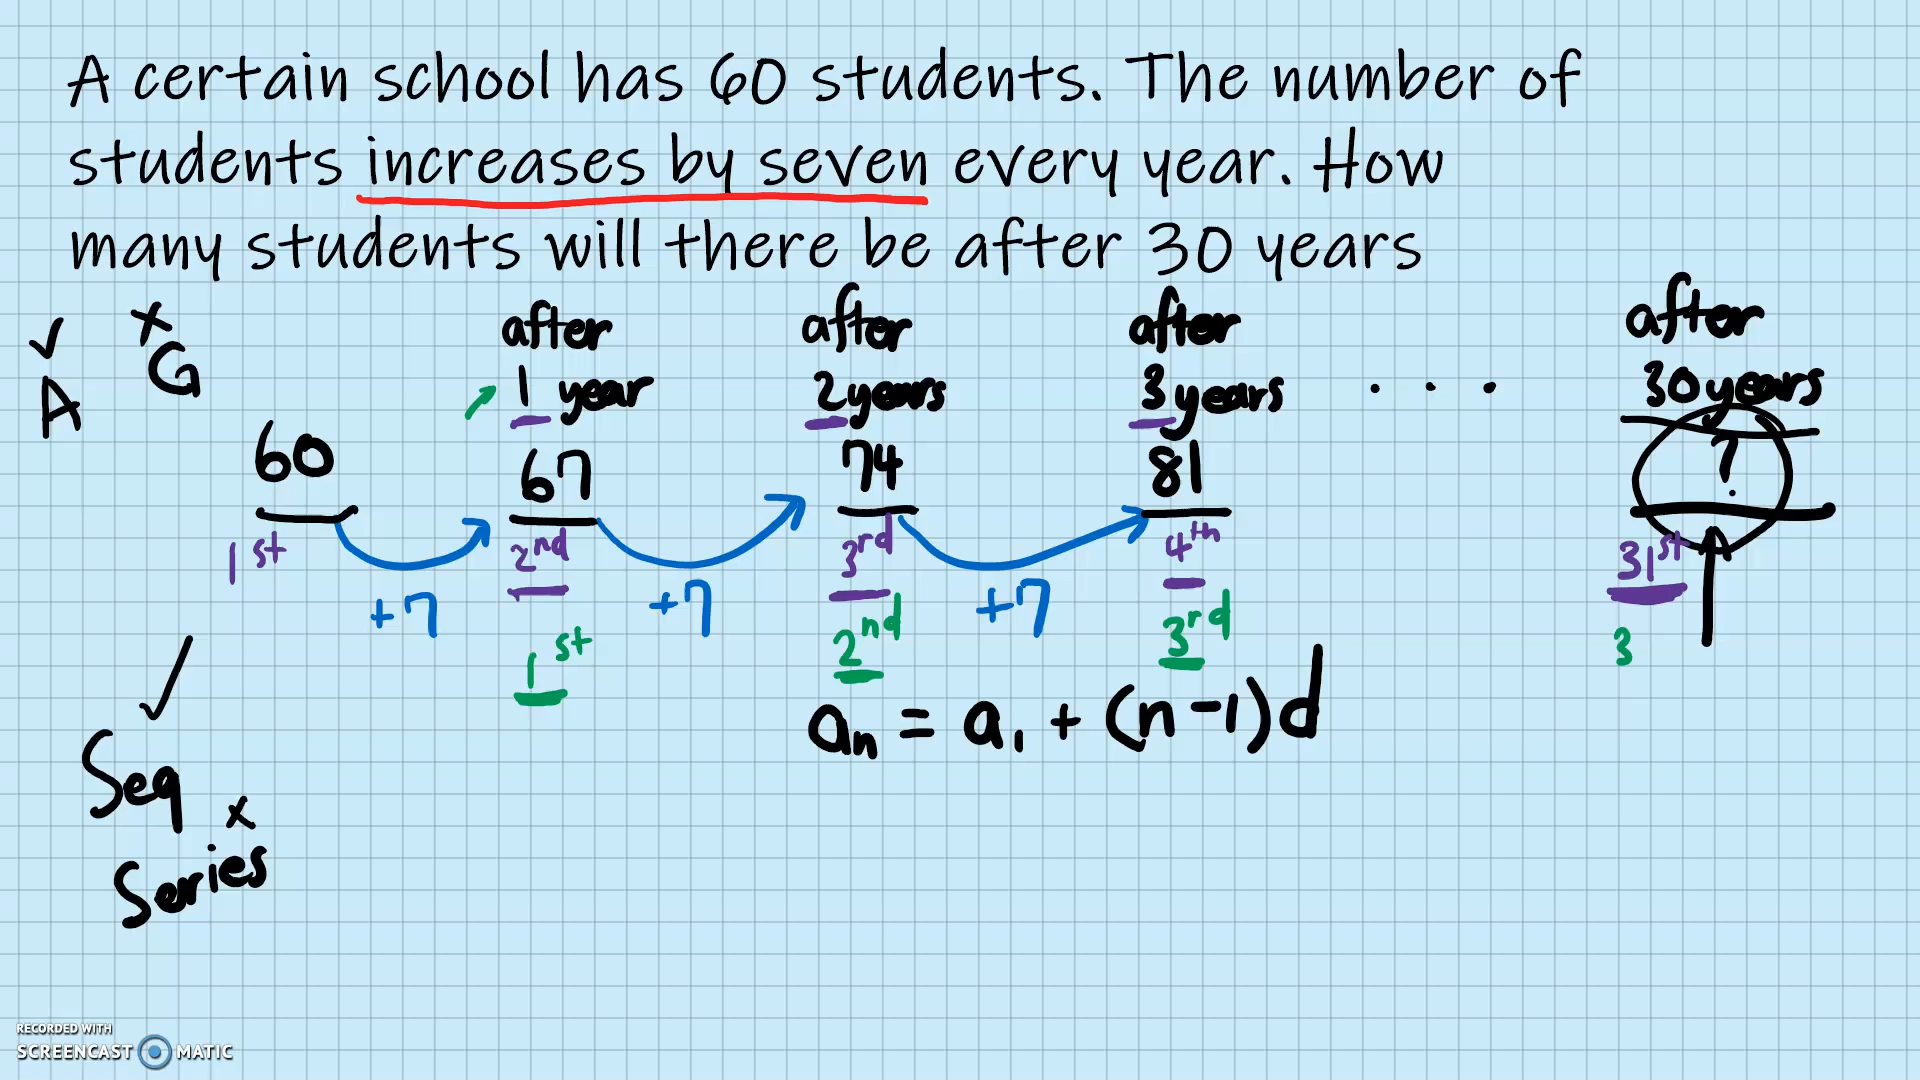 A certain school has 60 students. The number of
students increases by seven every year. How
many students will there be after 30 years
✓ × after after after after
A G 1 year 2 years 3 years . . . 30 years
60 67 74 81 ?
1st 2nd 3rd 4th 31st
+7 +7 +7
1st 2nd 3rd 3
aₙ = a₁ + (n-1)d
✓
Seq
×
Series
RECORDED WITH
SCREENCAST MATIC